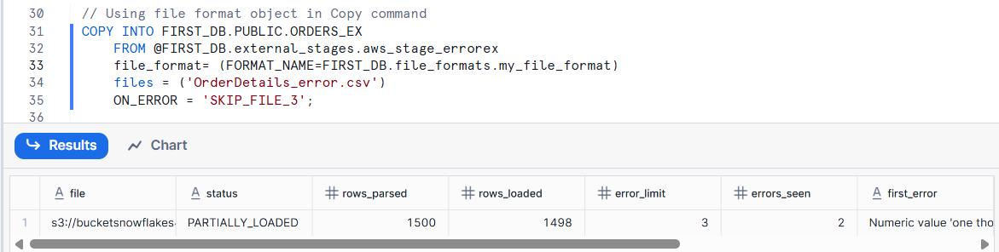 30 // Using file format object in Copy command
31 COPY INTO FIRST_DB.PUBLIC.ORDERS_EX
32 FROM @FIRST_DB.external_stages.aws_stage_errorex
33 file_format= (FORMAT_NAME=FIRST_DB.file_formats.my_file_format)
34 files = ('OrderDetails_error.csv')
35 ON_ERROR = 'SKIP_FILE_3';
36
Results Chart
A file A status # rows_parsed # rows_loaded # error_limit # errors_seen A first_error
1 s3://bucketsnowflakes PARTIALLY_LOADED 1500 1498 3 2 Numeric value 'one tho